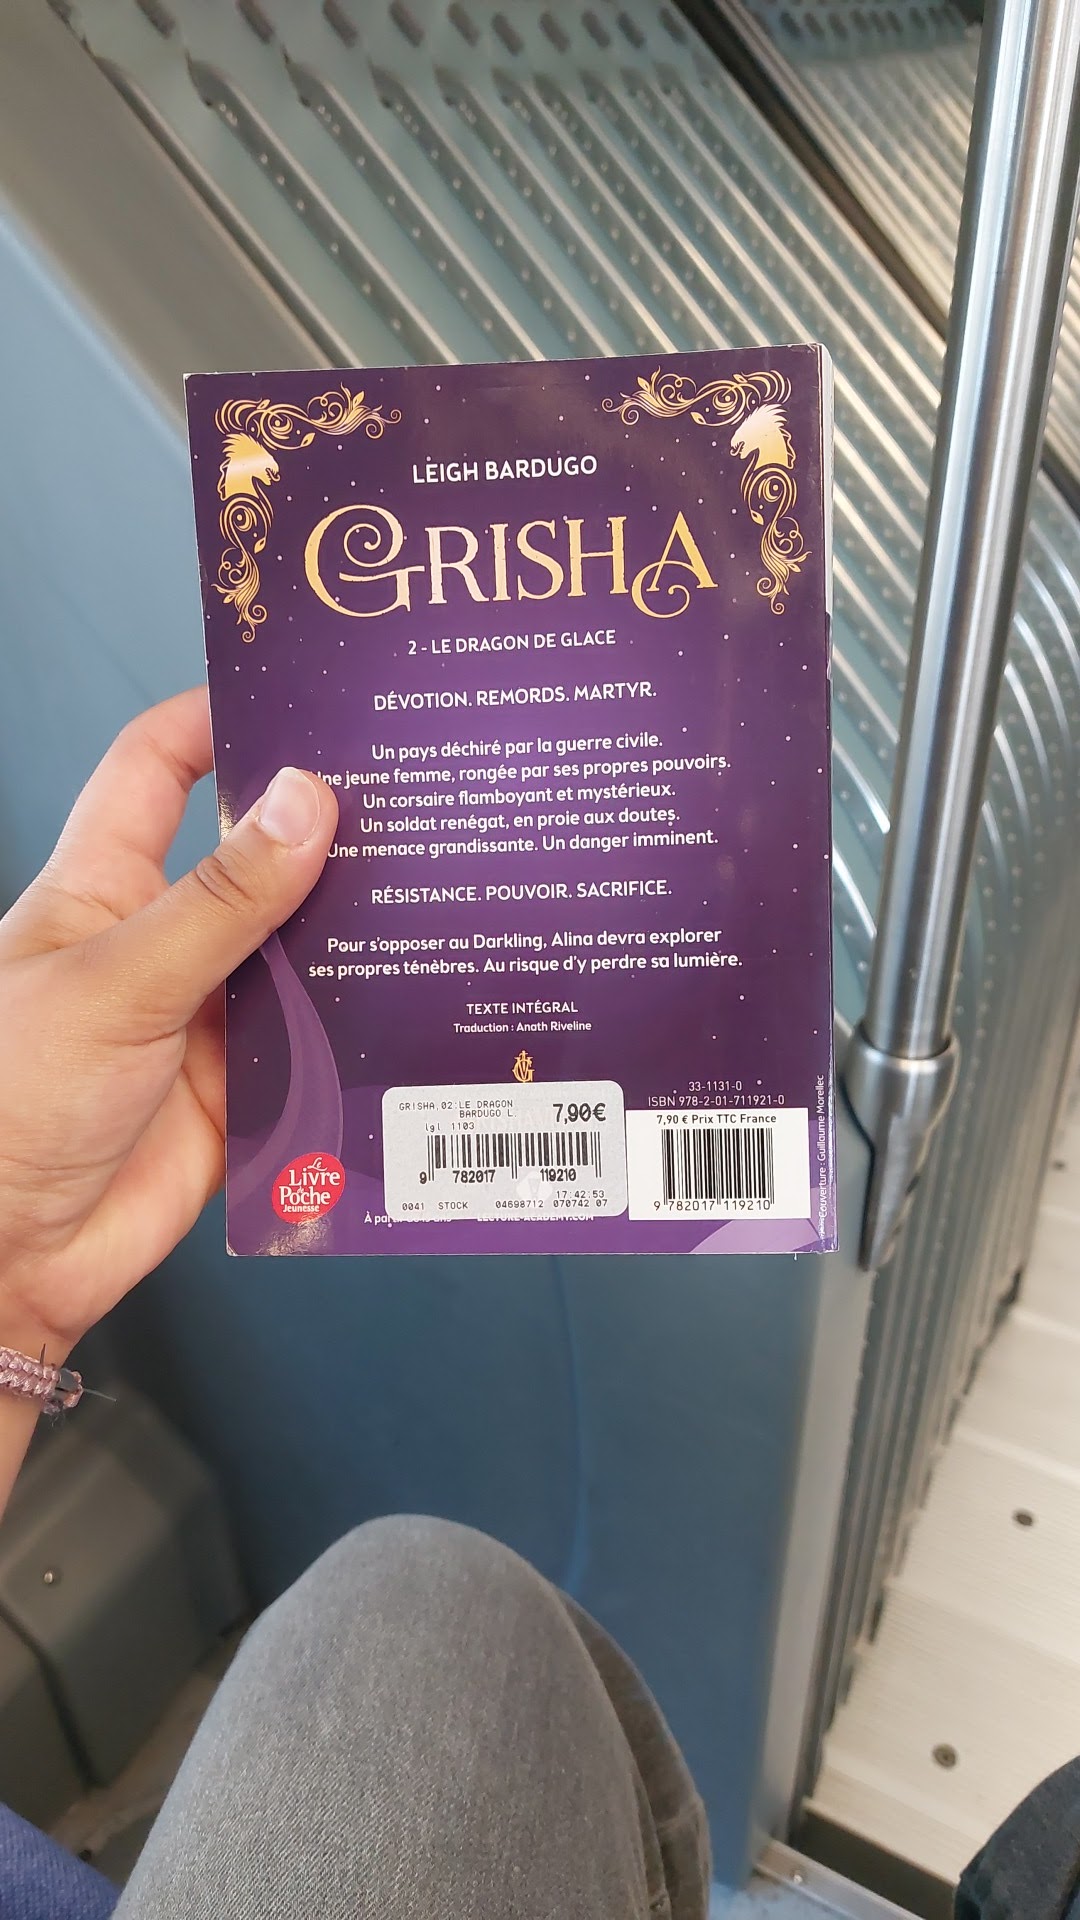 LEIGH BARDUGO
GRISHA
2 - LE DRAGON DE GLACE
DÉVOTION. REMORDS. MARTYR.
Un pays déchiré par la guerre civile.
ne jeune femme, rongée par ses propres pouvoirs.
Un corsaire flamboyant et mystérieux.
Un soldat renégat, en proie aux doutes.
Une menace grandissante. Un danger imminent.
RÉSISTANCE. POUVOIR. SACRIFICE.
Pour s'opposer au Darkling, Alina devra explorer
ses propres ténèbres. Au risque d'y perdre sa lumière.
TEXTE INTÉGRAL
Traduction : Anath Riveline
GRISHA,02:LE DRAGON
BARDUGO L.
7,90€
lgl 1103
9 782017 119210
17:42:53
0041 STOCK 04698712 070742 07
33-1131-0
ISBN 978-2-01-711921-0
7,90 € Prix TTC France
9 782017 119210
Couverture : Guillaume Morellec
Le
Livre
de
Poche
Jeunesse